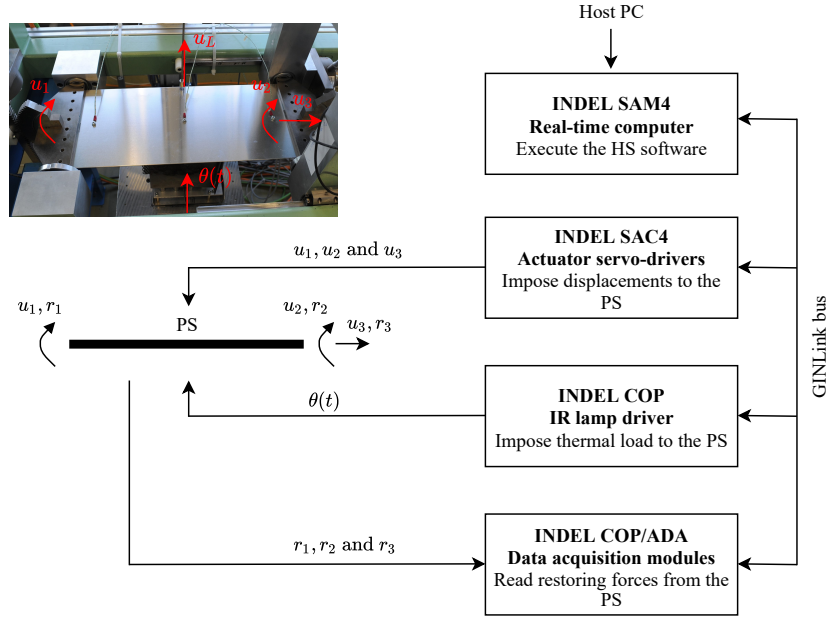 Host PC
u_L
u_1
u_2
u_3
θ(t)
INDEL SAM4
Real-time computer
Execute the HS software
INDEL SAC4
Actuator servo-drivers
Impose displacements to the
PS
u_1, u_2 and u_3
u_1, r_1
PS
u_2, r_2
u_3, r_3
GINLink bus
θ(t)
INDEL COP
IR lamp driver
Impose thermal load to the PS
r_1, r_2 and r_3
INDEL COP/ADA
Data acquisition modules
Read restoring forces from the
PS